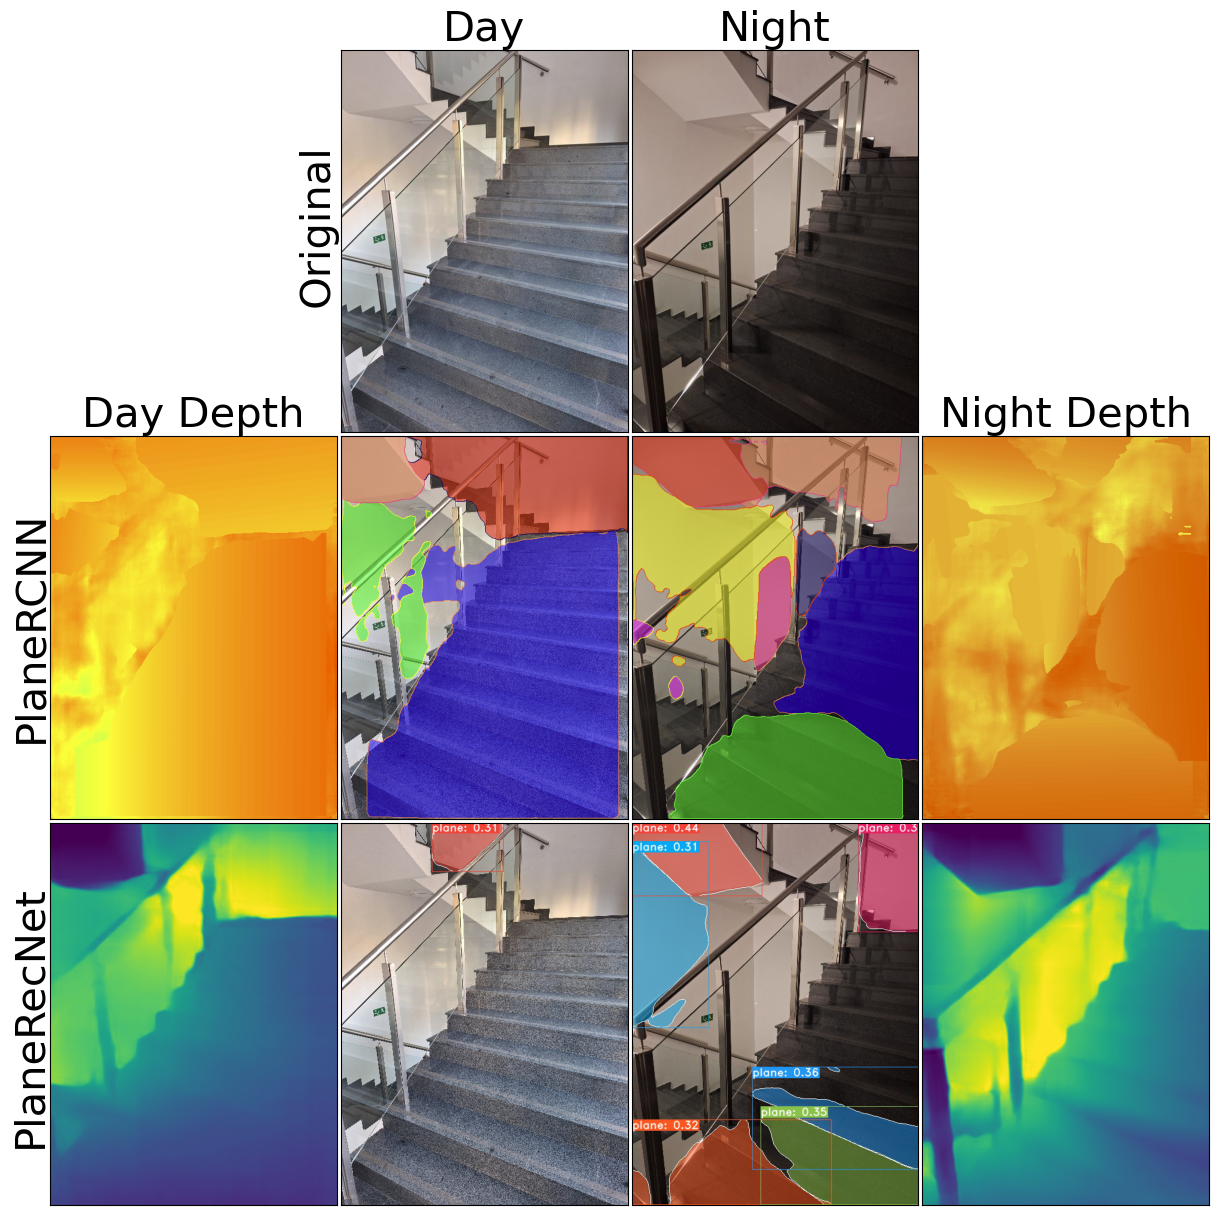 Day
Night
Original
Day Depth
Night Depth
PlaneRCNN
PlaneRecNet
plane: 0.31
plane: 0.44
plane: 0.3
plane: 0.31
plane: 0.36
plane: 0.35
plane: 0.32